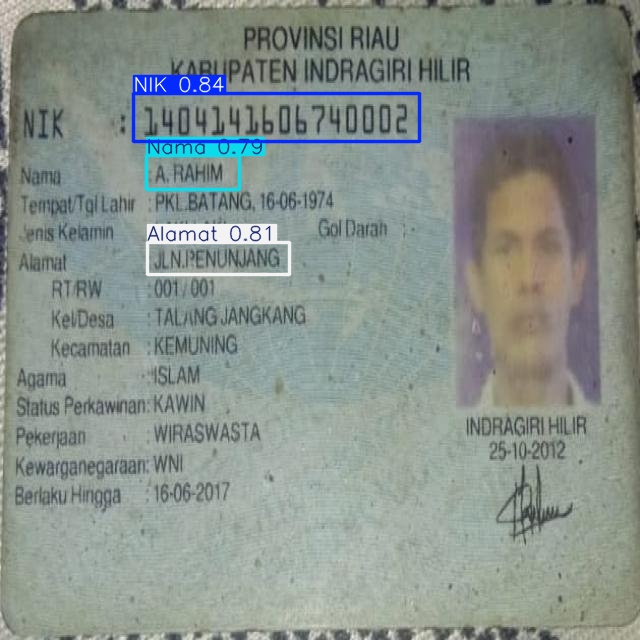 PROVINSI RIAU
KABUPATEN INDRAGIRI HILIR
NIK 0.84
NIK : 1404141606740002
Nama 0.79
Nama A. RAHIM
Tempat/Tgl Lahir : PKL.BATANG, 16-06-1974
Jenis Kelamin Gol Darah
Alamat 0.81
Alamat JLN.PENUNJANG
RT/RW : 001/001
Kel/Desa : TALANG JANGKANG
Kecamatan : KEMUNING
Agama : ISLAM
Status Perkawinan: KAWIN
Pekerjaan : WIRASWASTA
Kewarganegaraan: WNI
Berlaku Hingga : 16-06-2017
INDRAGIRI HILIR
25-10-2012